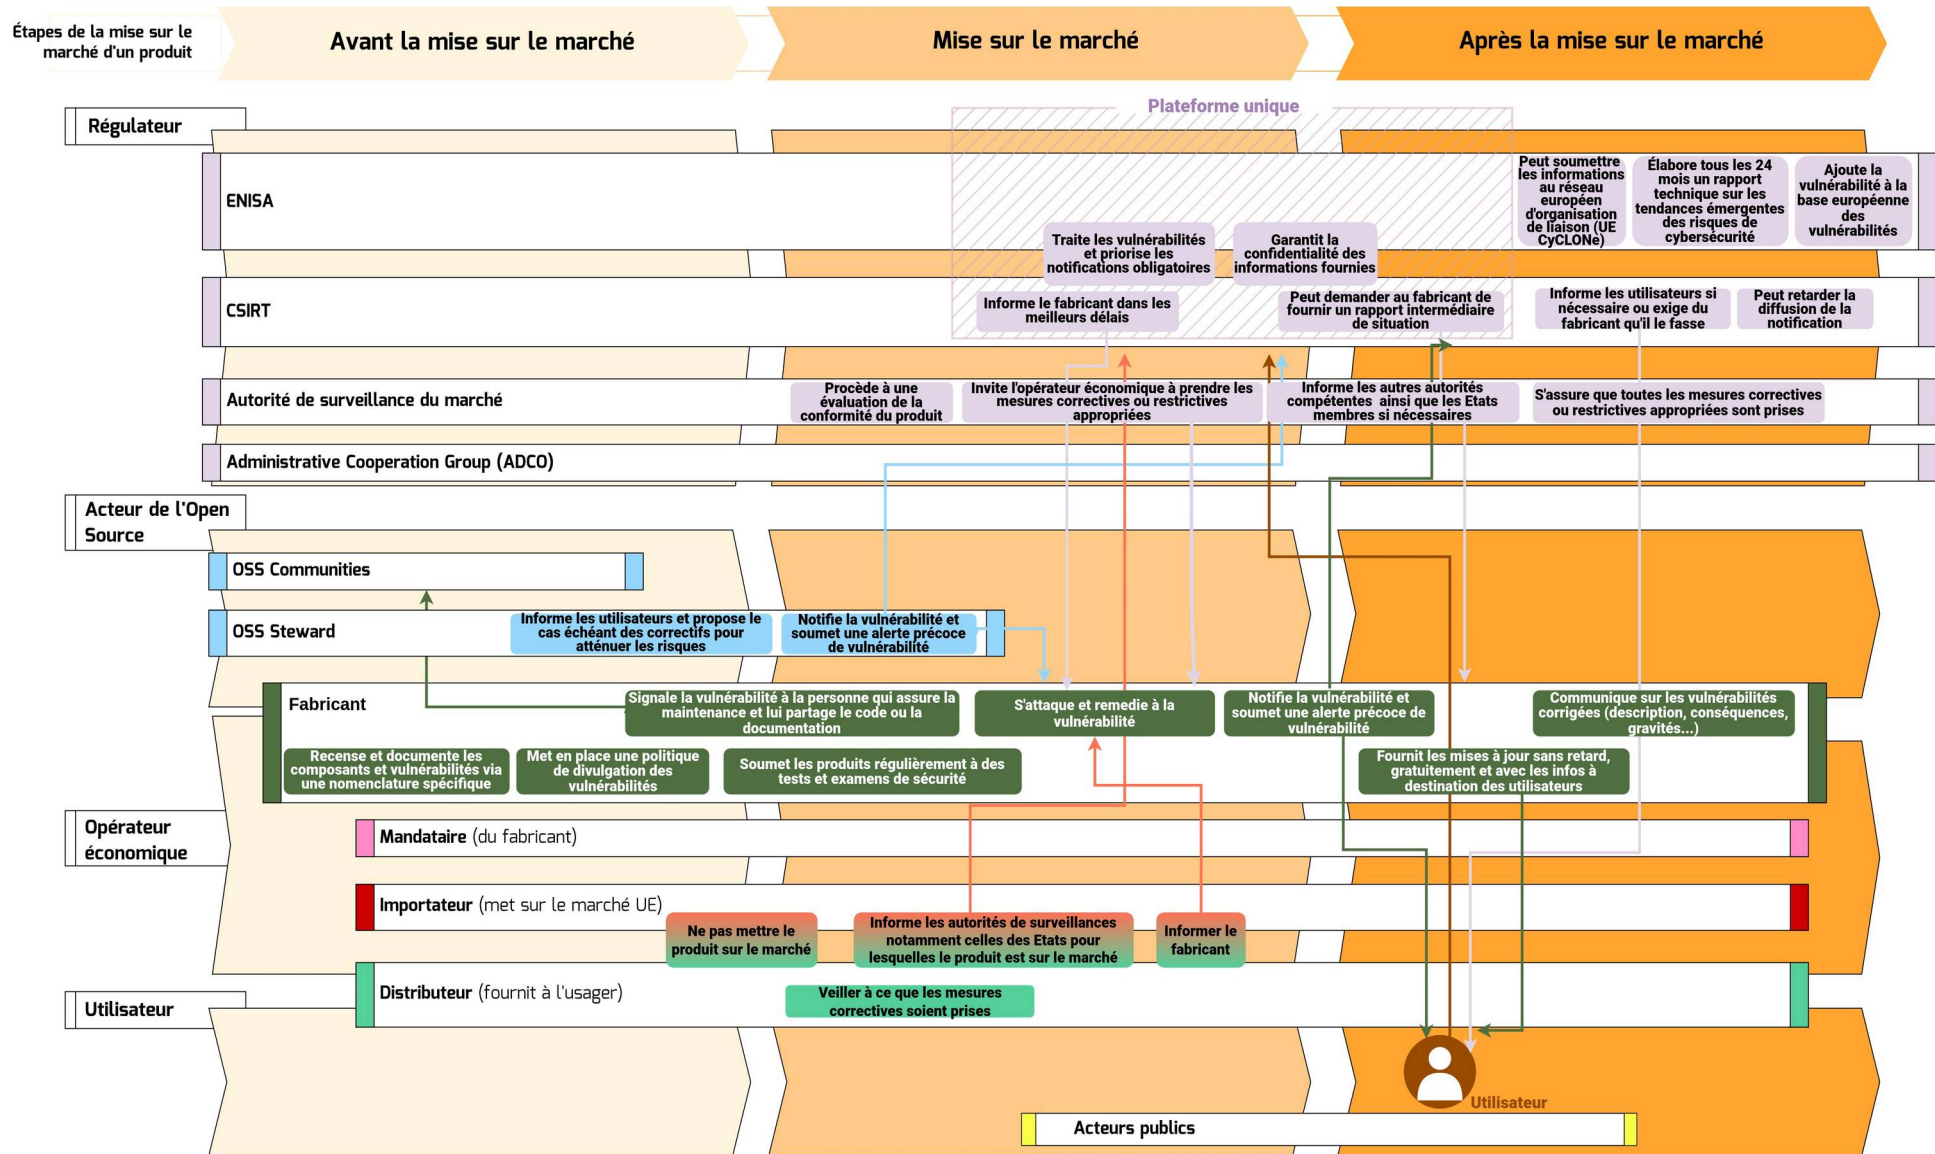 Étapes de la mise sur le
marché d'un produit
Avant la mise sur le marché
Mise sur le marché
Après la mise sur le marché
Plateforme unique
Régulateur
ENISA
Peut soumettre
les informations
au réseau
européen
d'organisation
de liaison (UE
CyCLONe)
Élabore tous les 24
mois un rapport
technique sur les
tendances émergentes
des risques de
cybersécurité
Ajoute la
vulnérabilité à la
base européenne
des
vulnérabilités
Traite les vulnérabilités
et priorise les
notifications obligatoires
Garantit la
confidentialité des
informations fournies
CSIRT
Informe le fabricant dans les
meilleurs délais
Peut demander au fabricant de
fournir un rapport intermédiaire
de situation
Informe les utilisateurs si
nécessaire ou exige du
fabricant qu'il le fasse
Peut retarder la
diffusion de la
notification
Autorité de surveillance du marché
Procède à une
évaluation de la
conformité du produit
Invite l'opérateur économique à prendre les
mesures correctives ou restrictives
appropriées
Informe les autres autorités
compétentes ainsi que les Etats
membres si nécessaires
S'assure que toutes les mesures correctives
ou restrictives appropriées sont prises
Administrative Cooperation Group (ADCO)
Acteur de l'Open
Source
OSS Communities
OSS Steward
Informe les utilisateurs et propose le
cas échéant des correctifs pour
atténuer les risques
Notifie la vulnérabilité et
soumet une alerte précoce
de vulnérabilité
Fabricant
Signale la vulnérabilité à la personne qui assure la
maintenance et lui partage le code ou la
documentation
S'attaque et remedie à la
vulnérabilité
Notifie la vulnérabilité et
soumet une alerte précoce de
vulnérabilité
Communique sur les vulnérabilités
corrigées (description, conséquences,
gravités...)
Recense et documente les
composants et vulnérabilités via
une nomenclature spécifique
Met en place une politique
de divulgation des
vulnérabilités
Soumet les produits régulièrement à des
tests et examens de sécurité
Fournit les mises à jour sans retard,
gratuitement et avec les infos à
destination des utilisateurs
Opérateur
économique
Mandataire (du fabricant)
Importateur (met sur le marché UE)
Ne pas mettre le
produit sur le marché
Informe les autorités de surveillances
notamment celles des Etats pour
lesquelles le produit est sur le marché
Informer le
fabricant
Distributeur (fournit à l'usager)
Veiller à ce que les mesures
correctives soient prises
Utilisateur
Utilisateur
Acteurs publics